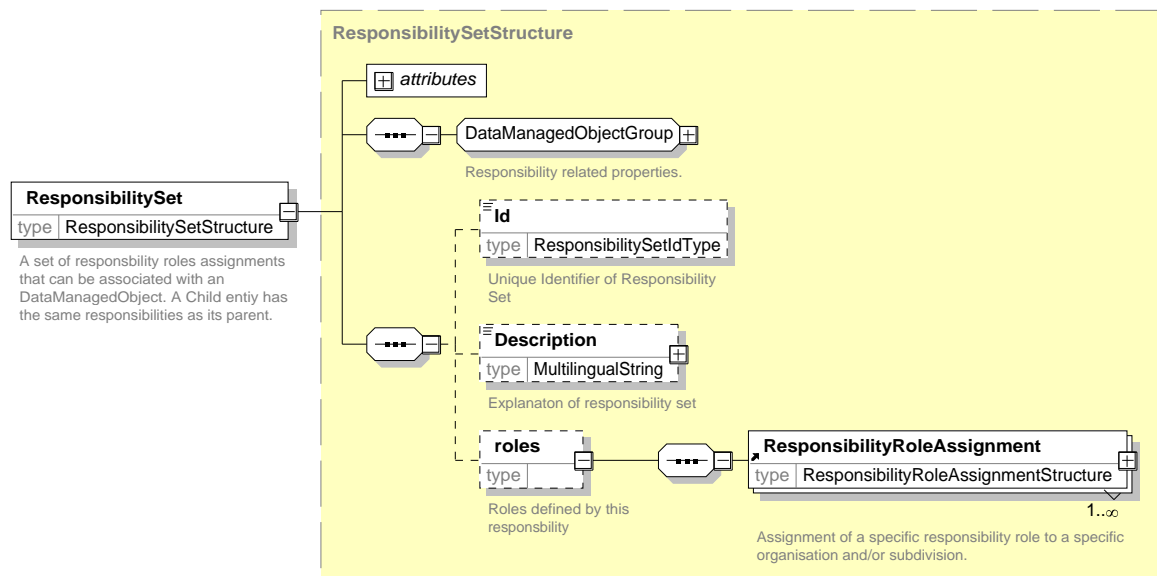 ResponsibilitySetStructure
attributes
DataManagedObjectGroup
Responsibility related properties.
ResponsibilitySet
type ResponsibilitySetStructure
A set of responsbility roles assignments
that can be associated with an
DataManagedObject. A Child entiy has
the same responsibilities as its parent.
Id
type ResponsibilitySetIdType
Unique Identifier of Responsibility
Set
Description
type MultilingualString
Explanaton of responsibility set
roles
type
Roles defined by this
responsbility
ResponsibilityRoleAssignment
type ResponsibilityRoleAssignmentStructure
1..∞
Assignment of a specific responsibility role to a specific
organisation and/or subdivision.